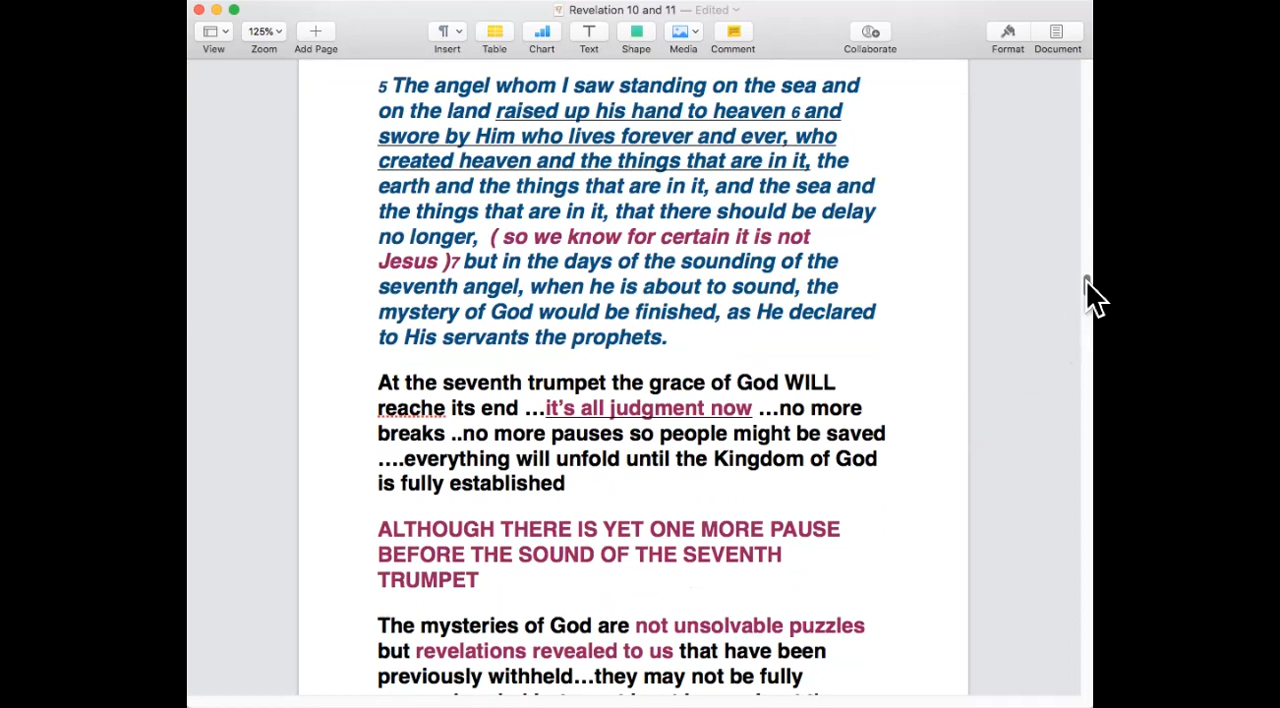 Revelation 10 and 11 — Edited
125%
View
Zoom
Add Page
Insert
Table
Chart
Text
Shape
Media
Comment
Collaborate
Format
Document
5 The angel whom I saw standing on the sea and
on the land raised up his hand to heaven 6 and
swore by Him who lives forever and ever, who
created heaven and the things that are in it, the
earth and the things that are in it, and the sea and
the things that are in it, that there should be delay
no longer, ( so we know for certain it is not
Jesus )7 but in the days of the sounding of the
seventh angel, when he is about to sound, the
mystery of God would be finished, as He declared
to His servants the prophets.
At the seventh trumpet the grace of God WILL
reache its end …it's all judgment now …no more
breaks ..no more pauses so people might be saved
….everything will unfold until the Kingdom of God
is fully established
ALTHOUGH THERE IS YET ONE MORE PAUSE
BEFORE THE SOUND OF THE SEVENTH
TRUMPET
The mysteries of God are not unsolvable puzzles
but revelations revealed to us that have been
previously withheld…they may not be fully